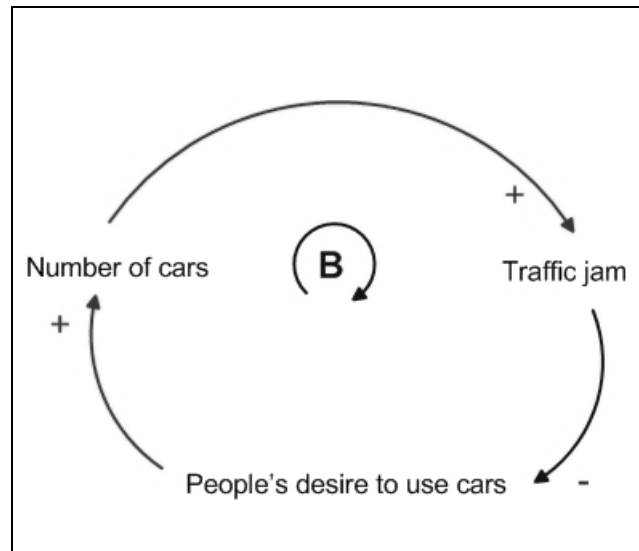 +
Number of cars
B
Traffic jam
+
People’s desire to use cars
-